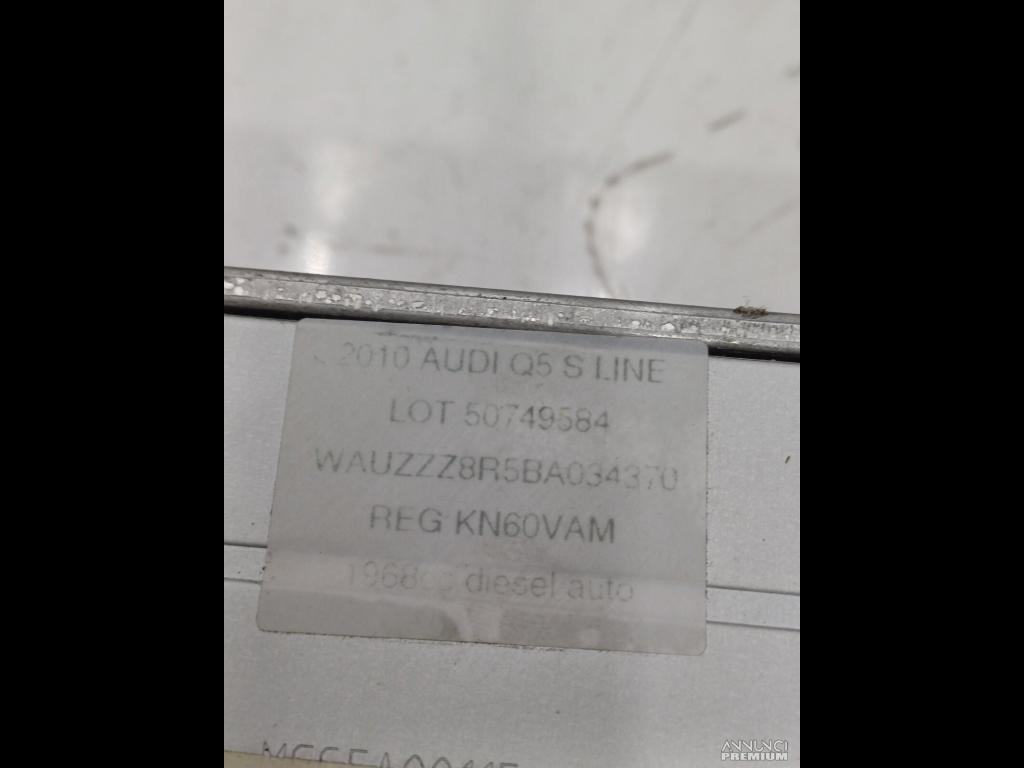 2010 AUDI Q5 S LINE
LOT 50749584
WAUZZZ8R5BA034370
REG KN60VAM
1968cc diesel auto
ANNUNCI
PREMIUM